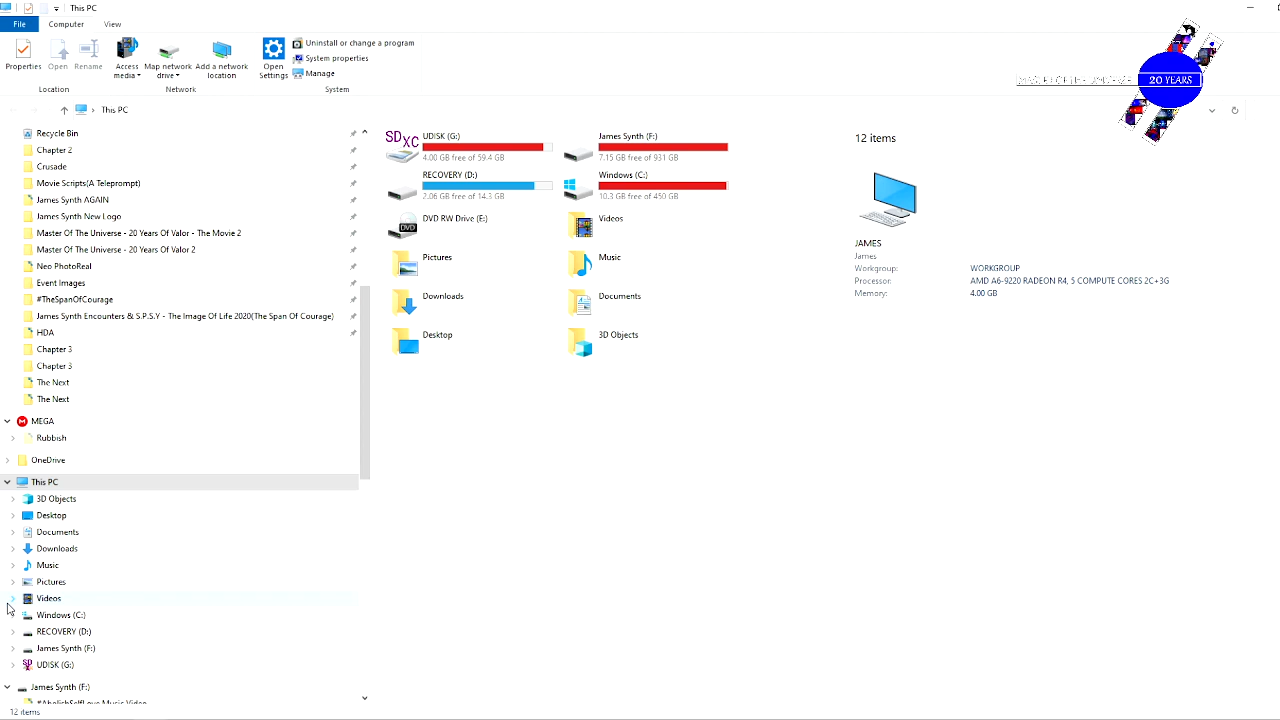 This PC
File Computer View
Properties Open Rename Access media Map network drive Add a network location Open Settings Uninstall or change a program
System properties
Manage
Location Network System
20 YEARS
This PC
Recycle Bin
Chapter 2
Crusade
Movie Scripts(A Teleprompt)
James Synth AGAIN
James Synth New Logo
Master Of The Universe - 20 Years Of Valor - The Movie 2
Master Of The Universe - 20 Years Of Valor 2
Neo PhotoReal
Event Images
#TheSpanOfCourage
James Synth Encounters & S.P.S.Y - The Image Of Life 2020(The Span Of Courage)
HDA
Chapter 3
Chapter 3
The Next
The Next
MEGA
Rubbish
OneDrive
This PC
3D Objects
Desktop
Documents
Downloads
Music
Pictures
Videos
Windows (C:)
RECOVERY (D:)
James Synth (F:)
UDISK (G:)
James Synth (F:)
#AbolishSelfLove Music Video
12 items
SDXC
UDISK (G:)
4.00 GB free of 59.4 GB
James Synth (F:)
7.15 GB free of 931 GB
RECOVERY (D:)
2.06 GB free of 14.3 GB
Windows (C:)
10.3 GB free of 450 GB
DVD
DVD RW Drive (E:)
Videos
Pictures
Music
Downloads
Documents
Desktop
3D Objects
12 items
JAMES
James
Workgroup: WORKGROUP
Processor: AMD A6-9220 RADEON R4, 5 COMPUTE CORES 2C+3G
Memory: 4.00 GB